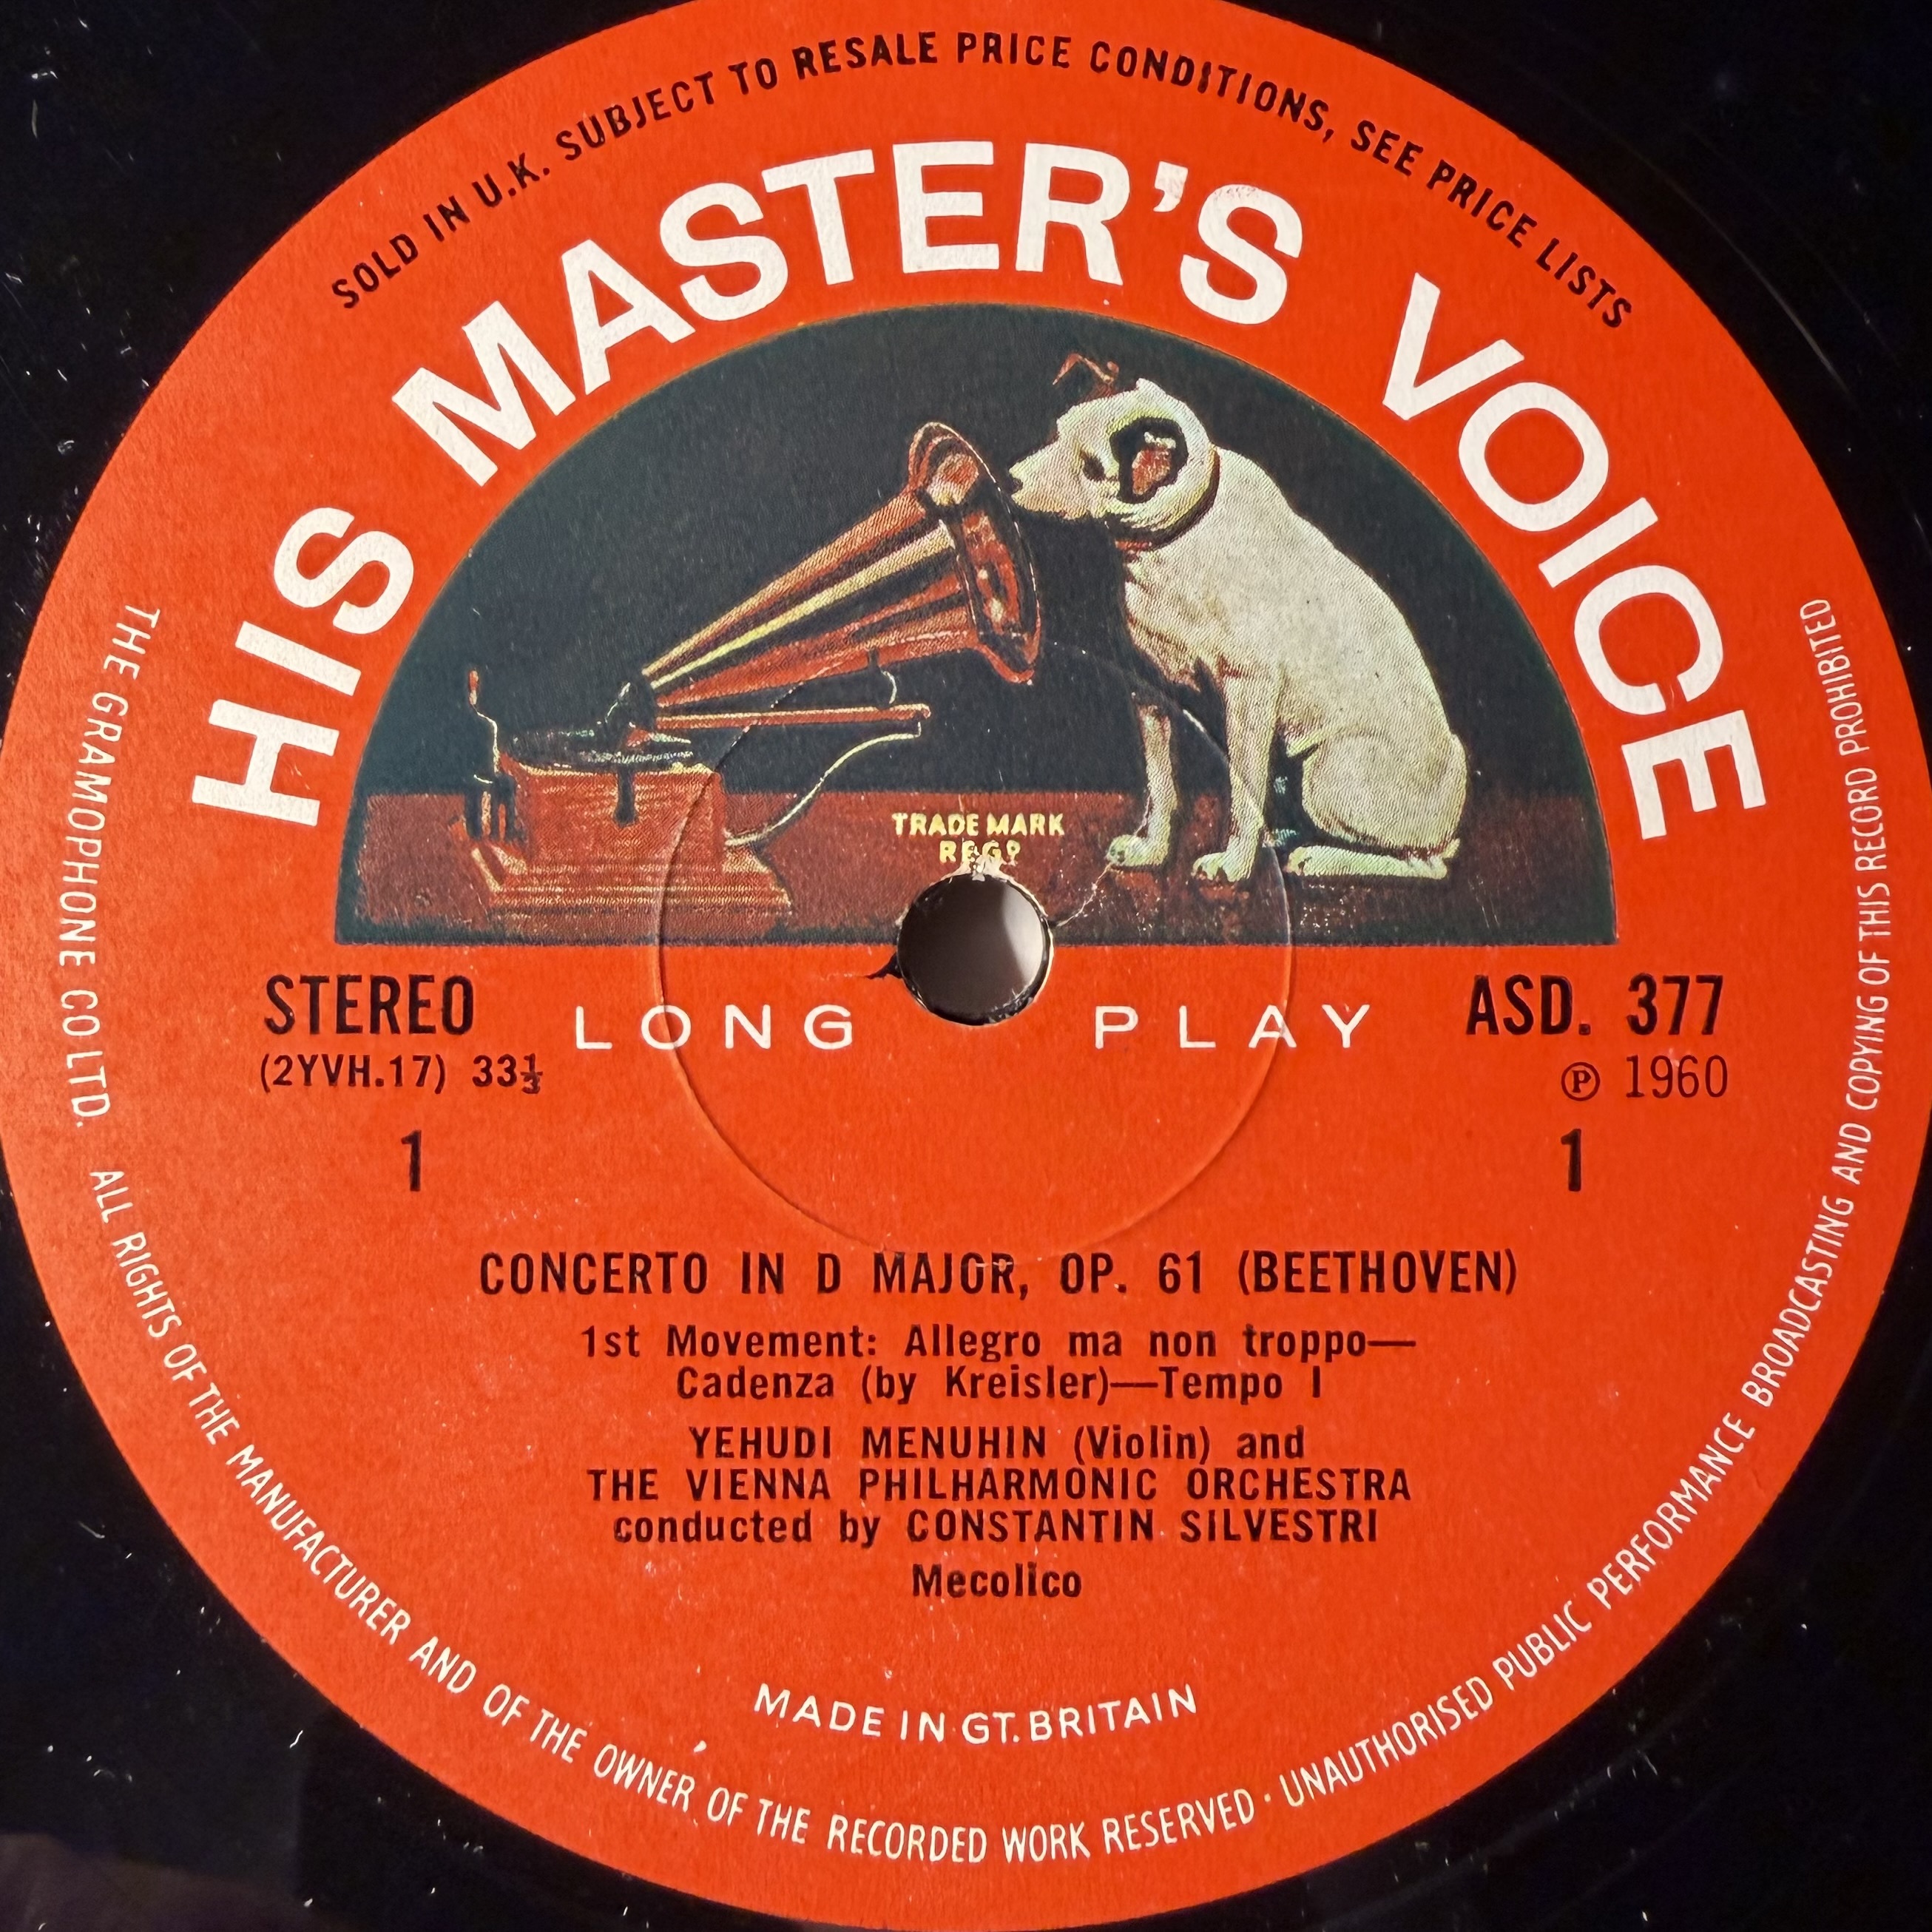 SOLD IN U.K. SUBJECT TO RESALE PRICE CONDITIONS, SEE PRICE LISTS
HIS MASTER'S VOICE
TRADE MARK
REGD
STEREO
(2YVH.17) 33⅓
1
LONG PLAY
ASD. 377
℗ 1960
1
CONCERTO IN D MAJOR, OP. 61 (BEETHOVEN)
1st Movement: Allegro ma non troppo—
Cadenza (by Kreisler)—Tempo I
YEHUDI MENUHIN (Violin) and
THE VIENNA PHILHARMONIC ORCHESTRA
conducted by CONSTANTIN SILVESTRI
Mecolico
MADE IN GT. BRITAIN
THE GRAMOPHONE CO LTD. ALL RIGHTS OF THE MANUFACTURER AND OF THE OWNER OF THE RECORDED WORK RESERVED · UNAUTHORISED PUBLIC PERFORMANCE BROADCASTING AND COPYING OF THIS RECORD PROHIBITED